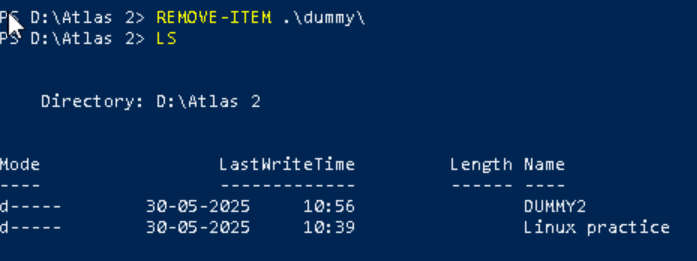 PS D:\Atlas 2> REMOVE-ITEM .\dummy\
PS D:\Atlas 2> LS
Directory: D:\Atlas 2
Mode LastWriteTime Length Name
---- ------------- ------ ----
d----- 30-05-2025 10:56 DUMMY2
d----- 30-05-2025 10:39 Linux practice